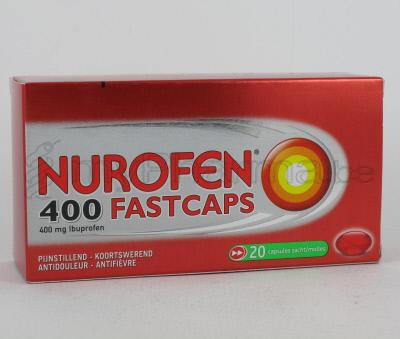 NUROFEN®
400 FASTCAPS
400 mg Ibuprofen
PIJNSTILLEND - KOORTSWEREND
ANTIDOULEUR - ANTIFIÈVRE
20 capsules zacht/molles